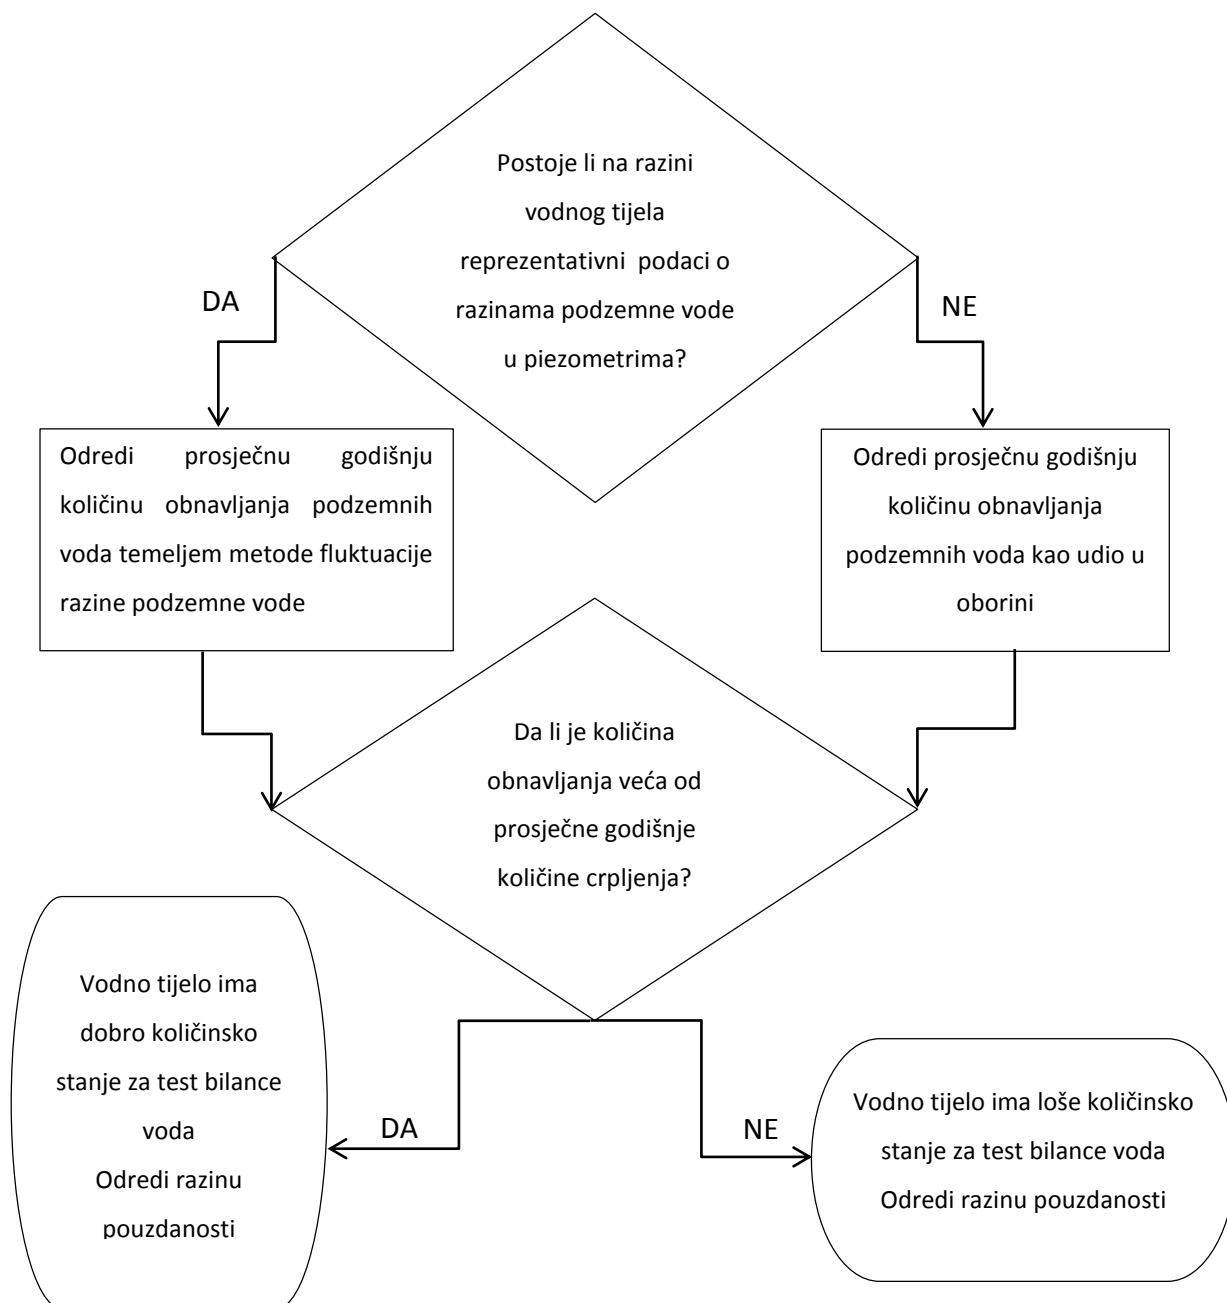 Postoje li na razini
vodnog tijela
reprezentativni podaci o
razinama podzemne vode
u piezometrima?
DA
NE
Odredi prosječnu godišnju
količinu obnavljanja podzemnih
voda temeljem metode fluktuacije
razine podzemne vode
Odredi prosječnu godišnju
količinu obnavljanja
podzemnih voda kao udio u
oborini
Da li je količina
obnavljanja veća od
prosječne godišnje
količine crpljenja?
DA
NE
Vodno tijelo ima
dobro količinsko
stanje za test bilance
voda
Odredi razinu
pouzdanosti
Vodno tijelo ima loše količinsko
stanje za test bilance voda
Odredi razinu pouzdanosti